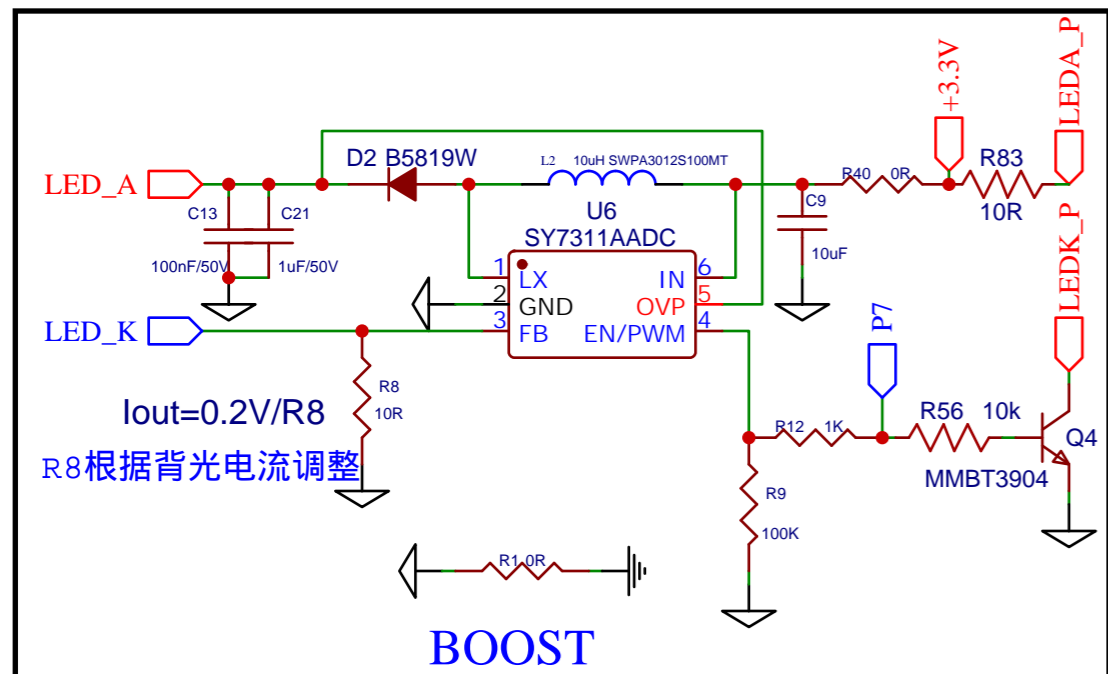 +3.3V
LEDA_P
D2 B5819W
L2
10uH SWPA3012S100MT
LED_A
R40
0R
R83
10R
C13
C21
100nF/50V
1uF/50V
U6
SY7311AADC
C9
10uF
1
LX
IN
6
2
GND
OVP
5
3
FB
EN/PWM
4
LED_K
LEDK_P
P7
R8
10R
Iout=0.2V/R8
R8根据背光电流调整
R12
1K
R56
10k
Q4
MMBT3904
R9
100K
R1
0R
BOOST